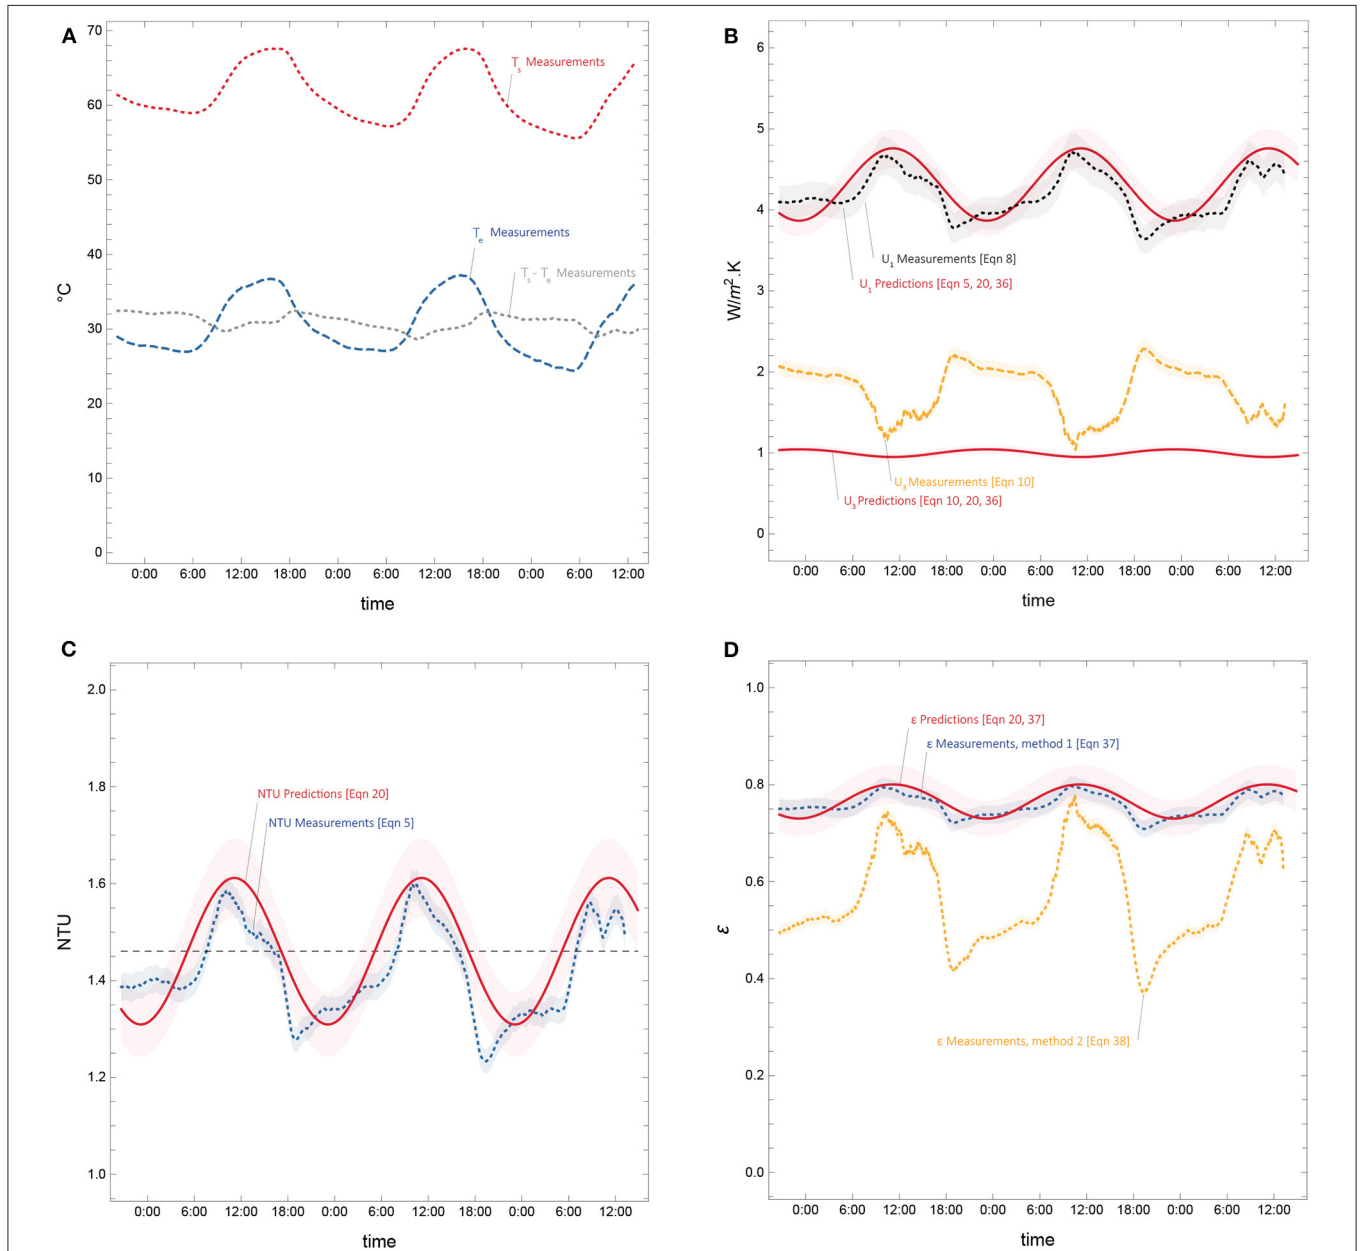 A
70
60
50
40
30
20
10
0
°C
T_s Measurements
T_e Measurements
T_s - T_e Measurements
0:00 6:00 12:00 18:00 0:00 6:00 12:00 18:00 0:00 6:00 12:00
time
B
6
5
4
3
2
1
0
W/m².K
U_1 Measurements [Eqn 8]
U_1 Predictions [Eqn 5, 20, 36]
U_3 Measurements [Eqn 10]
U_3 Predictions [Eqn 10, 20, 36]
0:00 6:00 12:00 18:00 0:00 6:00 12:00 18:00 0:00 6:00 12:00
time
C
2.0
1.8
1.6
1.4
1.2
1.0
NTU
NTU Predictions [Eqn 20]
NTU Measurements [Eqn 5]
0:00 6:00 12:00 18:00 0:00 6:00 12:00 18:00 0:00 6:00 12:00
time
D
1.0
0.8
0.6
0.4
0.2
0.0
ε
ε Predictions [Eqn 20, 37]
ε Measurements, method 1 [Eqn 37]
ε Measurements, method 2 [Eqn 38]
0:00 6:00 12:00 18:00 0:00 6:00 12:00 18:00 0:00 6:00 12:00
time